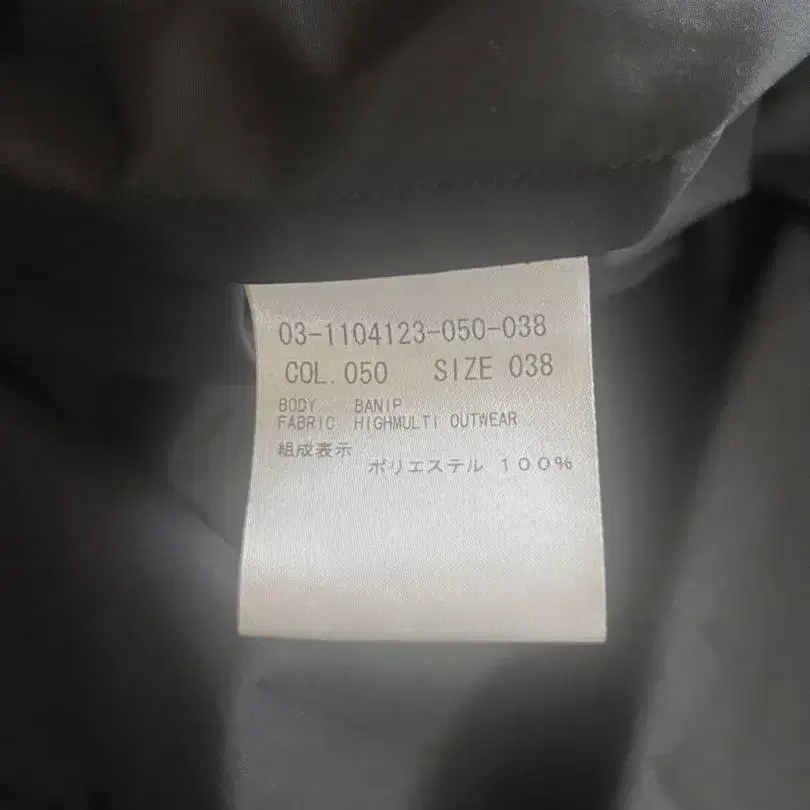 03-1104123-050-038
COL.050 SIZE 038
BODY BANIP
FABRIC HIGHMULTI OUTWEAR
組成表示
ポリエステル １００％